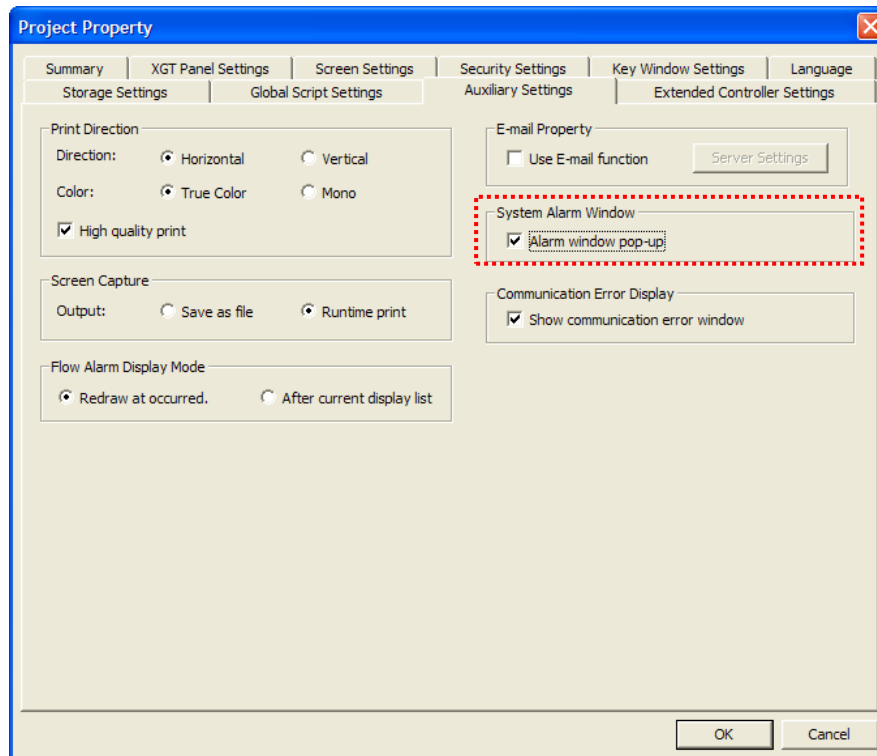 Project Property
Summary XGT Panel Settings Screen Settings Security Settings Key Window Settings Language
Storage Settings Global Script Settings Auxiliary Settings Extended Controller Settings
Print Direction
Direction: Horizontal Vertical
Color: True Color Mono
High quality print
Screen Capture
Output: Save as file Runtime print
Flow Alarm Display Mode
Redraw at occurred. After current display list
E-mail Property
Use E-mail function Server Settings
System Alarm Window
Alarm window pop-up
Communication Error Display
Show communication error window
OK Cancel